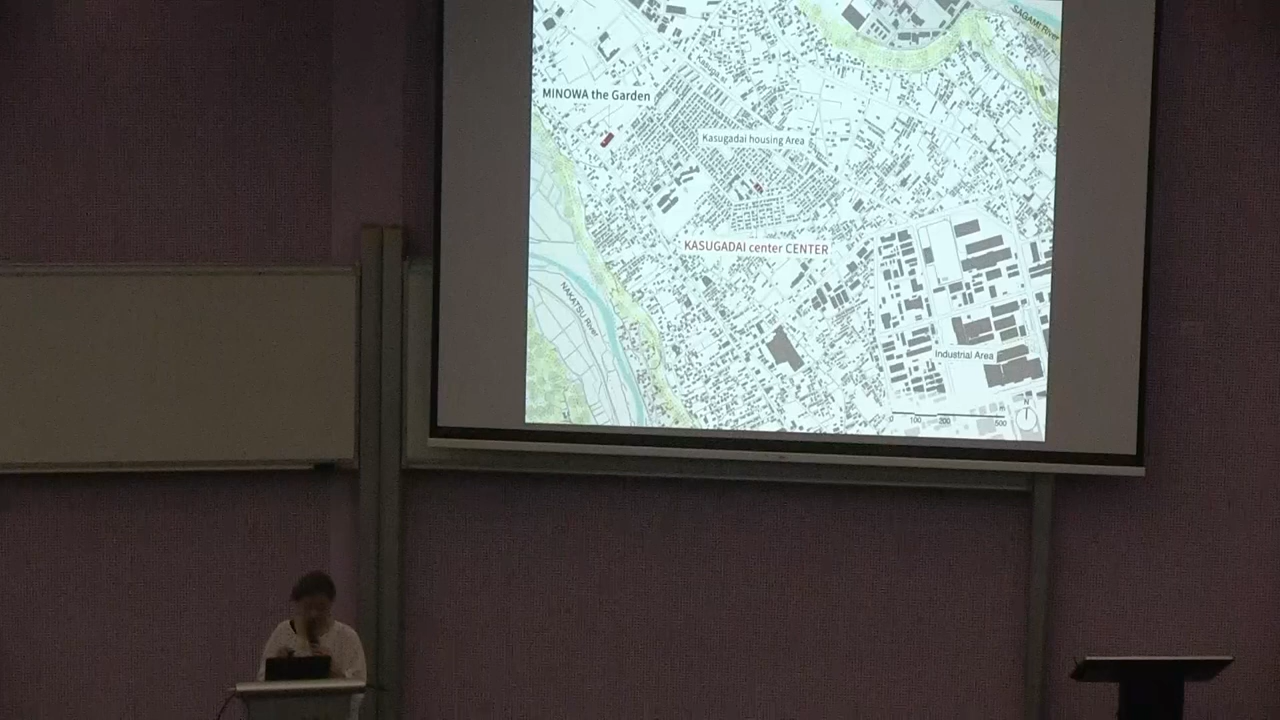 SAGAMI River
MINOWA the Garden
Kasugadai housing Area
KASUGADAI center CENTER
NAKATSU River
Industrial Area
N
m
0 100 200 500